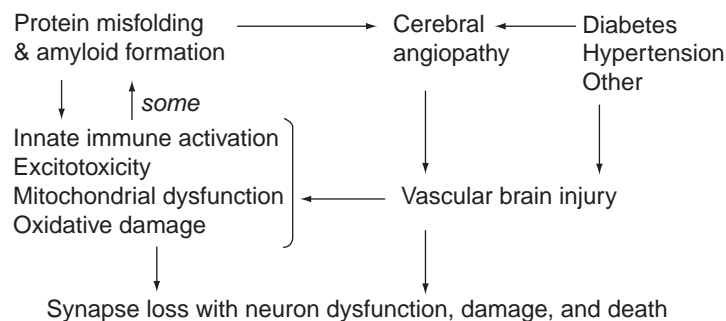 Protein misfolding
& amyloid formation
Cerebral
angiopathy
Diabetes
Hypertension
Other
some
Innate immune activation
Excitotoxicity
Mitochondrial dysfunction
Oxidative damage
Vascular brain injury
Synapse loss with neuron dysfunction, damage, and death